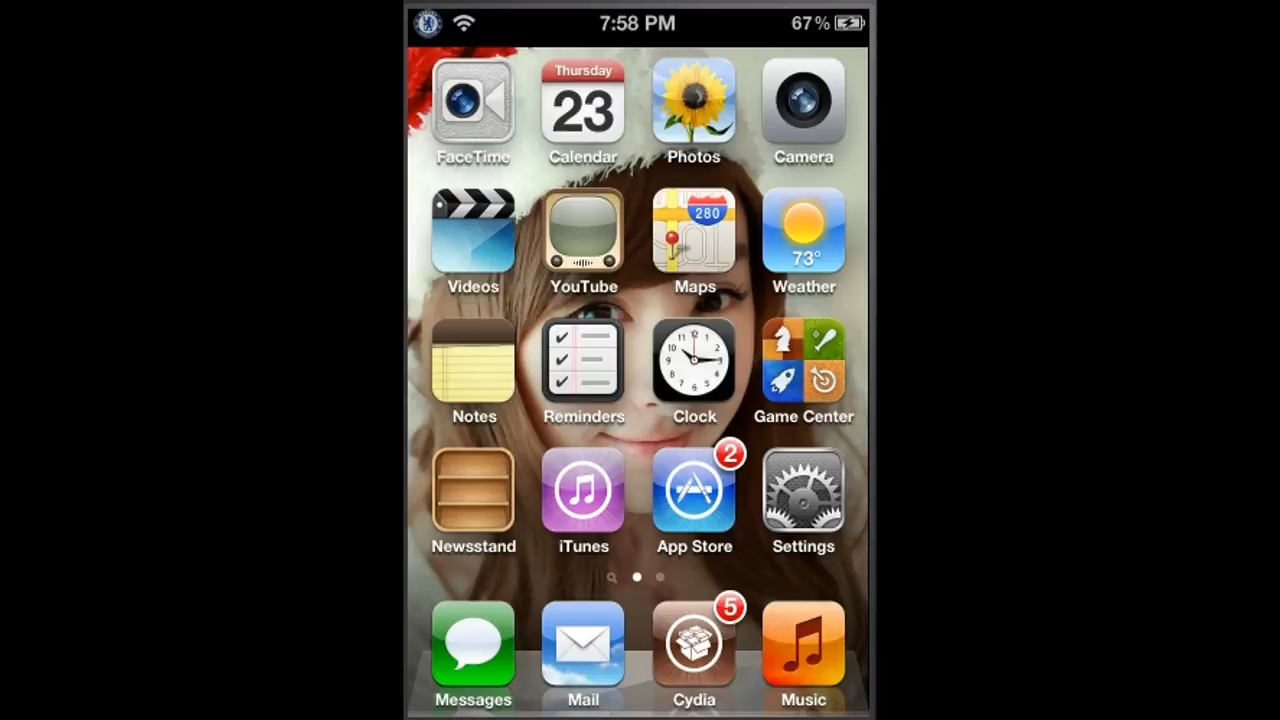 7:58 PM 67%
Thursday
23
FaceTime Calendar Photos Camera
280
73°
Videos YouTube Maps Weather
Notes Reminders Clock Game Center
2
Newsstand iTunes App Store Settings
5
Messages Mail Cydia Music